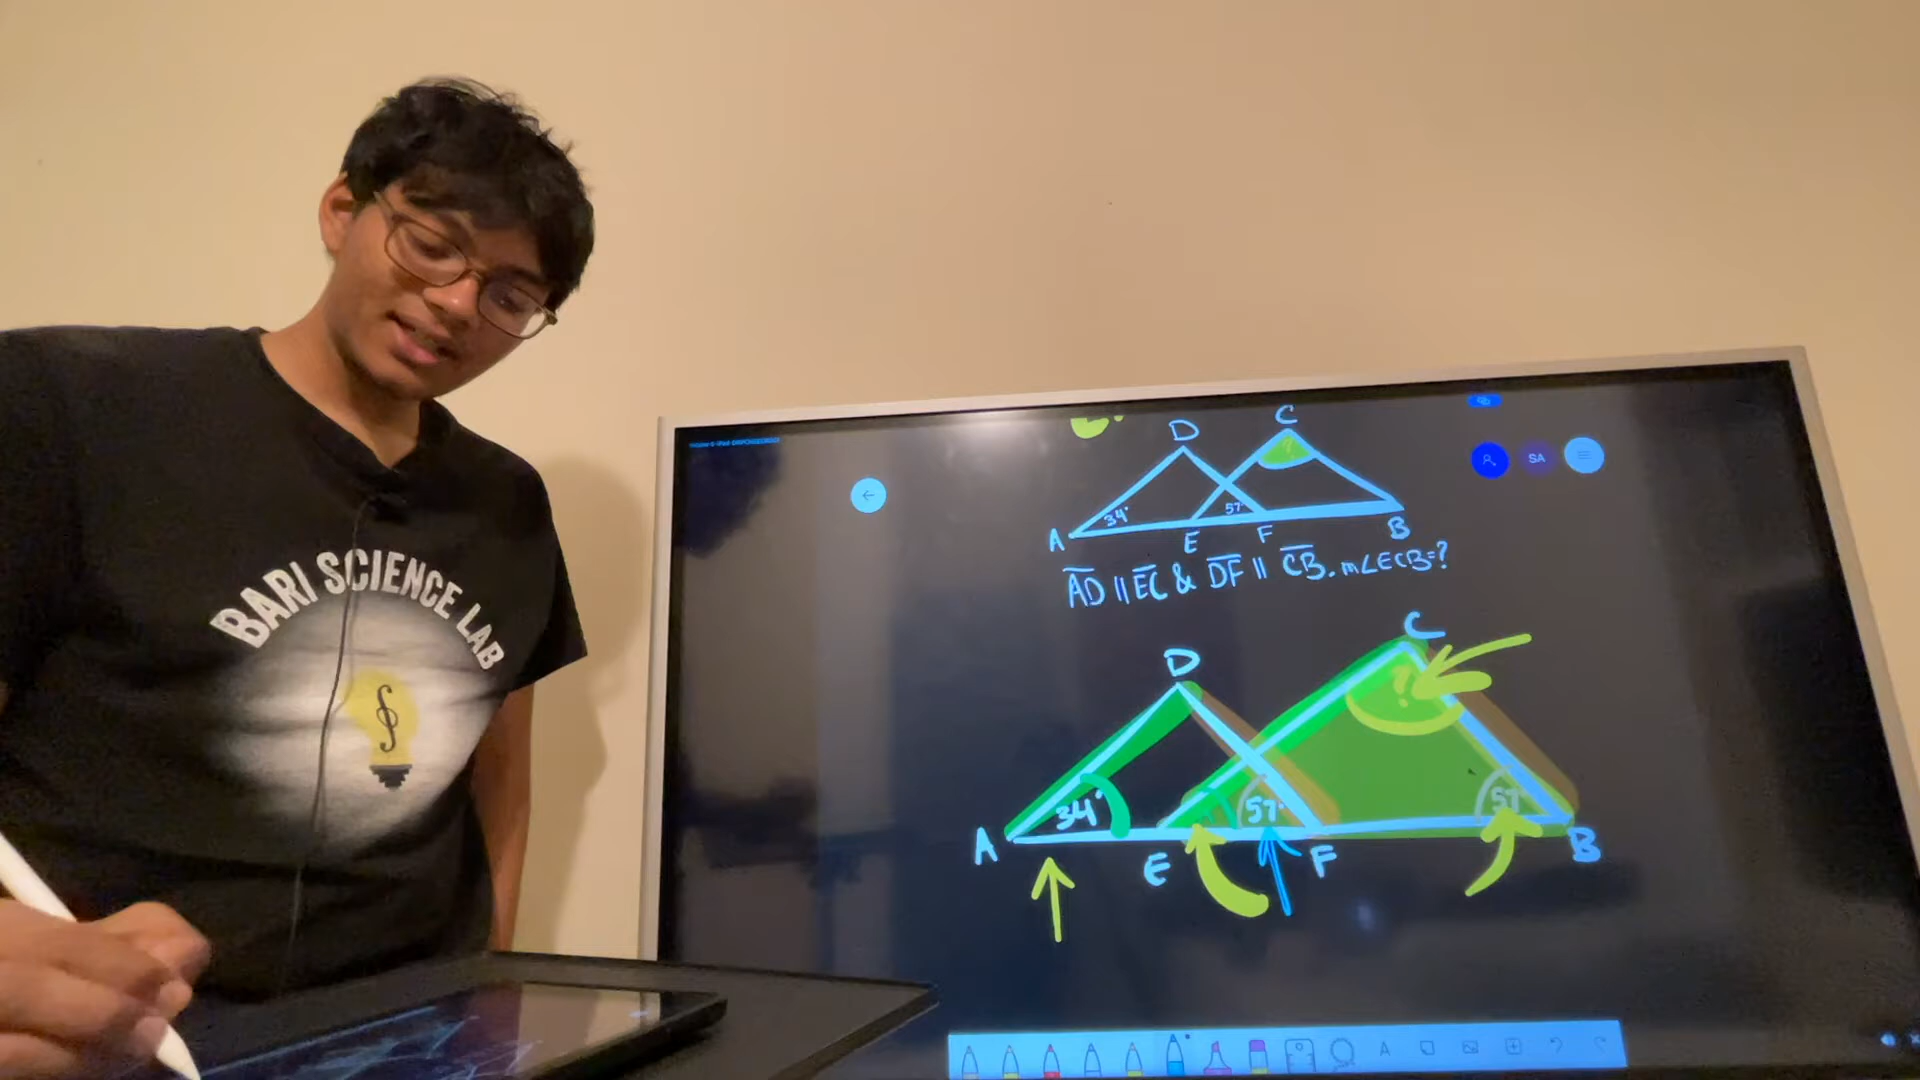 BARI SCIENCE LAB
D
C
?
34°
57°
A
E
F
B
AD || EC & DF || CB. m∠ECB=?
C
D
?
34°
57°
57
A
E
F
B
SA
A